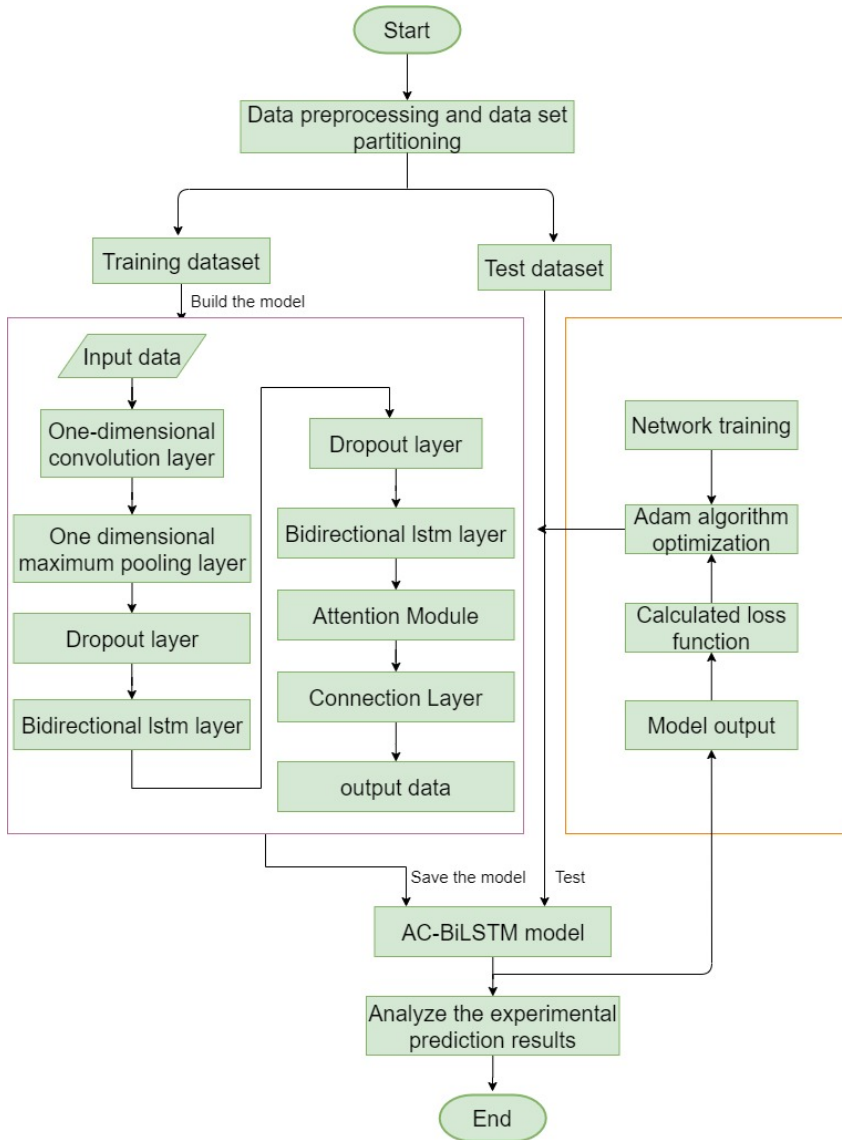 Start
Data preprocessing and data set
partitioning
Training dataset
Test dataset
Build the model
Input data
One-dimensional
convolution layer
One dimensional
maximum pooling layer
Dropout layer
Bidirectional lstm layer
Dropout layer
Bidirectional lstm layer
Attention Module
Connection Layer
output data
Network training
Adam algorithm
optimization
Calculated loss
function
Model output
Save the model
Test
AC-BiLSTM model
Analyze the experimental
prediction results
End